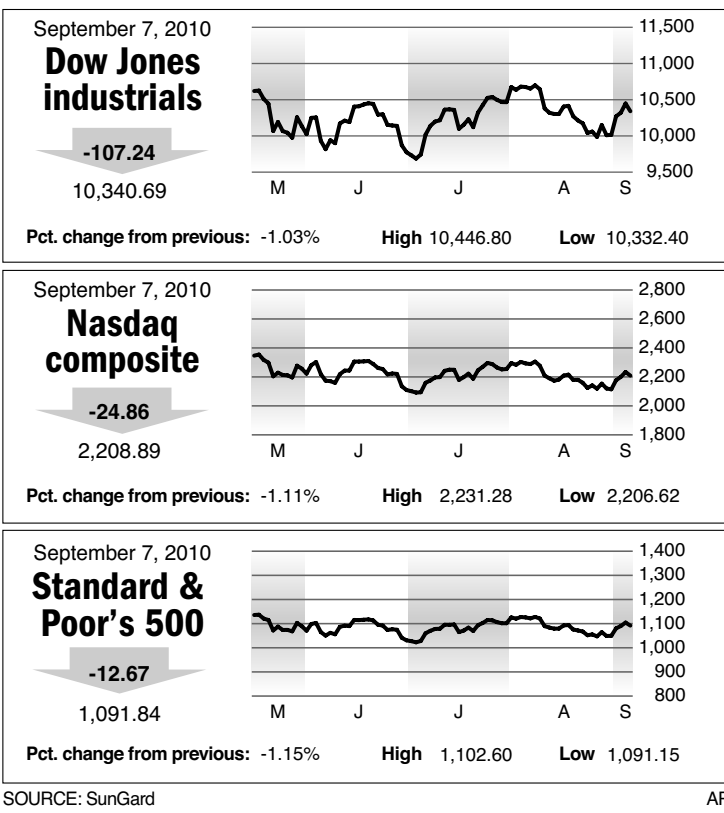 September 7, 2010
Dow Jones
industrials
-107.24
10,340.69
11,500
11,000
10,500
10,000
9,500
M J J A S
Pct. change from previous: -1.03% High 10,446.80 Low 10,332.40
September 7, 2010
Nasdaq
composite
-24.86
2,208.89
2,800
2,600
2,400
2,200
2,000
1,800
M J J A S
Pct. change from previous: -1.11% High 2,231.28 Low 2,206.62
September 7, 2010
Standard &
Poor's 500
-12.67
1,091.84
1,400
1,300
1,200
1,100
1,000
900
800
M J J A S
Pct. change from previous: -1.15% High 1,102.60 Low 1,091.15
SOURCE: SunGard AP